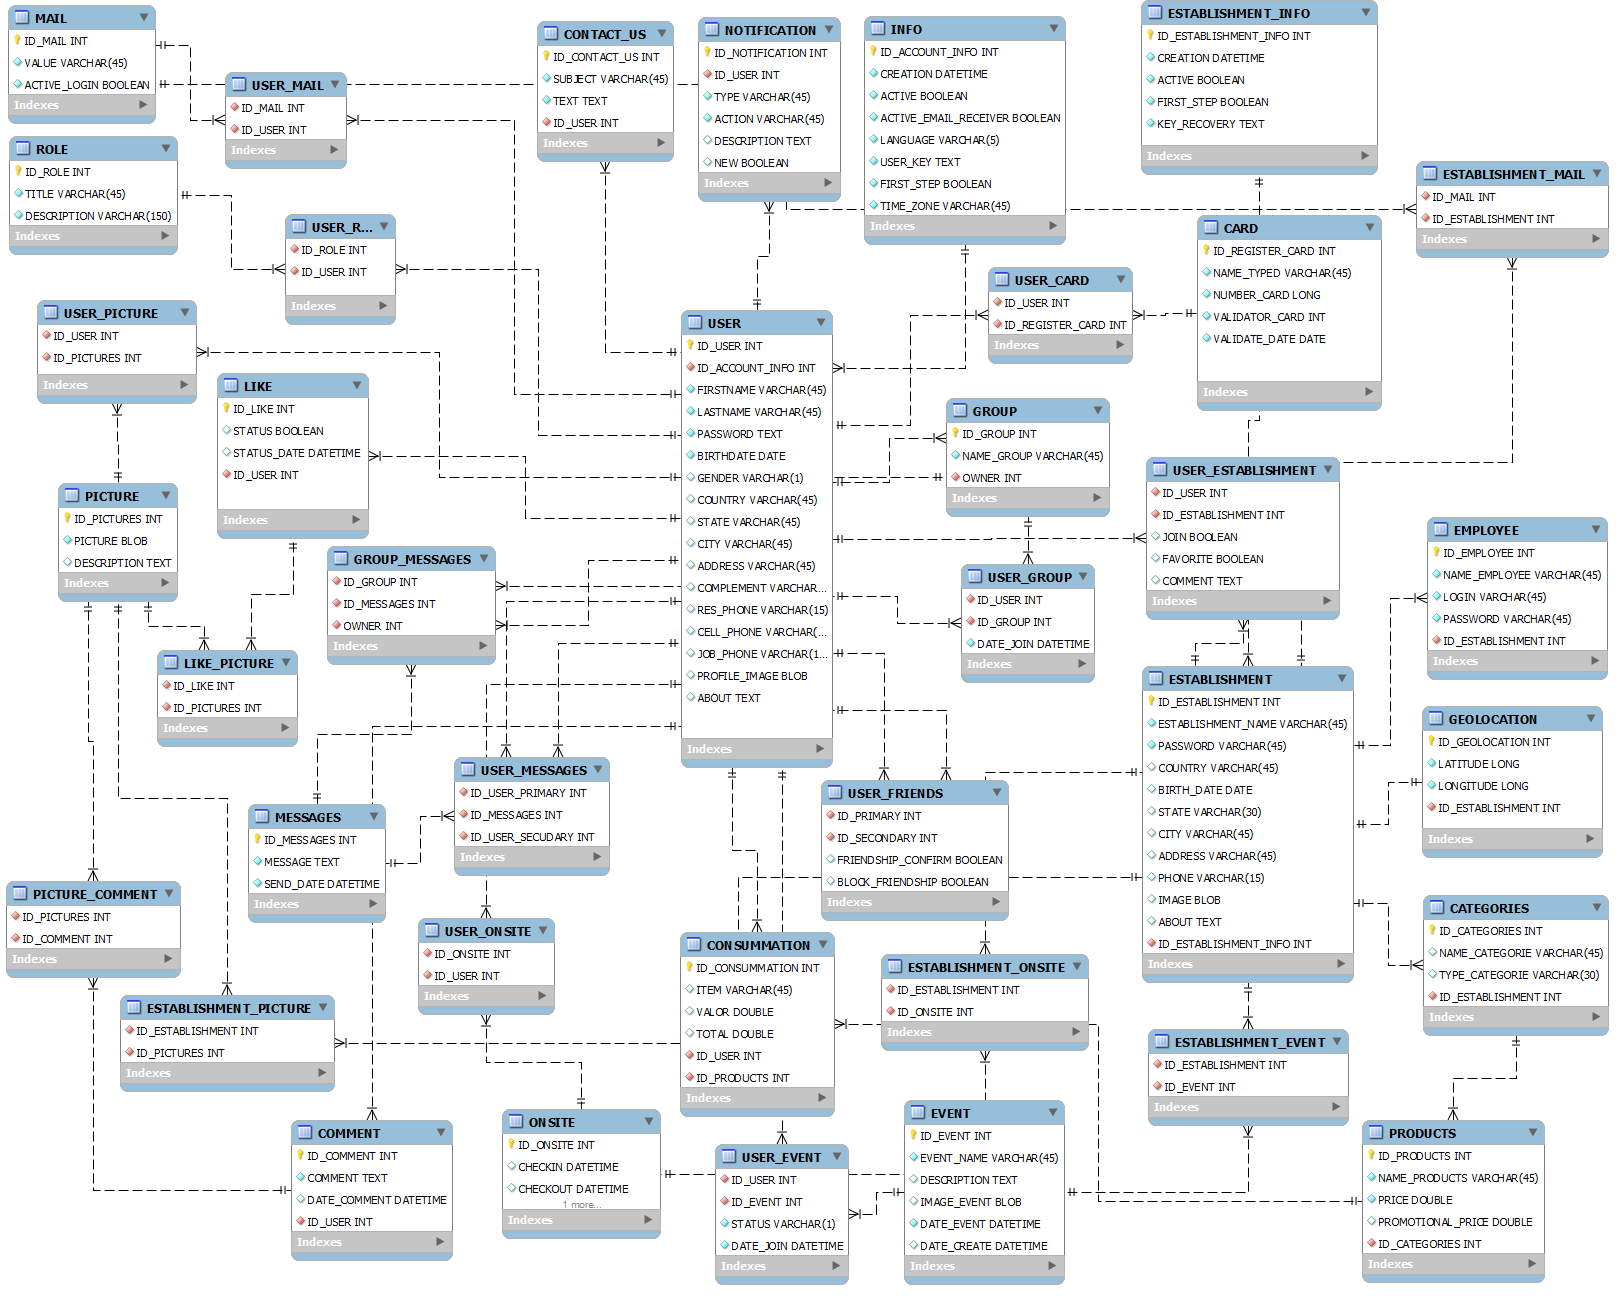 MAIL
ID_MAIL INT
VALUE VARCHAR(45)
ACTIVE_LOGIN BOOLEAN
Indexes
USER_MAIL
ID_MAIL INT
ID_USER INT
Indexes
CONTACT_US
ID_CONTACT_US INT
SUBJECT VARCHAR(45)
TEXT TEXT
ID_USER INT
Indexes
NOTIFICATION
ID_NOTIFICATION INT
ID_USER INT
TYPE VARCHAR(45)
ACTION VARCHAR(45)
DESCRIPTION TEXT
NEW BOOLEAN
Indexes
INFO
ID_ACCOUNT_INFO INT
CREATION DATETIME
ACTIVE BOOLEAN
ACTIVE_EMAIL_RECEIVER BOOLEAN
LANGUAGE VARCHAR(5)
USER_KEY TEXT
FIRST_STEP BOOLEAN
TIME_ZONE VARCHAR(45)
Indexes
ESTABLISHMENT_INFO
ID_ESTABLISHMENT_INFO INT
CREATION DATETIME
ACTIVE BOOLEAN
FIRST_STEP BOOLEAN
KEY_RECOVERY TEXT
Indexes
ESTABLISHMENT_MAIL
ID_MAIL INT
ID_ESTABLISHMENT INT
Indexes
ROLE
ID_ROLE INT
TITLE VARCHAR(45)
DESCRIPTION VARCHAR(150)
Indexes
USER_R...
ID_ROLE INT
ID_USER INT
Indexes
CARD
ID_REGISTER_CARD INT
NAME_TYPED VARCHAR(45)
NUMBER_CARD LONG
VALIDATOR_CARD INT
VALIDATE_DATE DATE
Indexes
USER_CARD
ID_USER INT
ID_REGISTER_CARD INT
Indexes
USER_PICTURE
ID_USER INT
ID_PICTURES INT
Indexes
LIKE
ID_LIKE INT
STATUS BOOLEAN
STATUS_DATE DATETIME
ID_USER INT
Indexes
USER
ID_USER INT
ID_ACCOUNT_INFO INT
FIRSTNAME VARCHAR(45)
LASTNAME VARCHAR(45)
PASSWORD TEXT
BIRTHDATE DATE
GENDER VARCHAR(1)
COUNTRY VARCHAR(45)
STATE VARCHAR(45)
CITY VARCHAR(45)
ADDRESS VARCHAR(45)
COMPLEMENT VARCHAR...
RES_PHONE VARCHAR(15)
CELL_PHONE VARCHAR(...
JOB_PHONE VARCHAR(1...
PROFILE_IMAGE BLOB
ABOUT TEXT
Indexes
GROUP
ID_GROUP INT
NAME_GROUP VARCHAR(45)
OWNER INT
Indexes
USER_ESTABLISHMENT
ID_USER INT
ID_ESTABLISHMENT INT
JOIN BOOLEAN
FAVORITE BOOLEAN
COMMENT TEXT
Indexes
PICTURE
ID_PICTURES INT
PICTURE BLOB
DESCRIPTION TEXT
Indexes
GROUP_MESSAGES
ID_GROUP INT
ID_MESSAGES INT
OWNER INT
Indexes
USER_GROUP
ID_USER INT
ID_GROUP INT
DATE_JOIN DATETIME
Indexes
EMPLOYEE
ID_EMPLOYEE INT
NAME_EMPLOYEE VARCHAR(45)
LOGIN VARCHAR(45)
PASSWORD VARCHAR(45)
ID_ESTABLISHMENT INT
Indexes
LIKE_PICTURE
ID_LIKE INT
ID_PICTURES INT
Indexes
ESTABLISHMENT
ID_ESTABLISHMENT INT
ESTABLISHMENT_NAME VARCHAR(45)
PASSWORD VARCHAR(45)
COUNTRY VARCHAR(45)
BIRTH_DATE DATE
STATE VARCHAR(30)
CITY VARCHAR(45)
ADDRESS VARCHAR(45)
PHONE VARCHAR(15)
IMAGE BLOB
ABOUT TEXT
ID_ESTABLISHMENT_INFO INT
Indexes
GEOLOCATION
ID_GEOLOCATION INT
LATITUDE LONG
LONGITUDE LONG
ID_ESTABLISHMENT INT
Indexes
USER_MESSAGES
ID_USER_PRIMARY INT
ID_MESSAGES INT
ID_USER_SECUDARY INT
Indexes
USER_FRIENDS
ID_PRIMARY INT
ID_SECONDARY INT
FRIENDSHIP_CONFIRM BOOLEAN
BLOCK_FRIENDSHIP BOOLEAN
Indexes
MESSAGES
ID_MESSAGES INT
MESSAGE TEXT
SEND_DATE DATETIME
Indexes
PICTURE_COMMENT
ID_PICTURES INT
ID_COMMENT INT
Indexes
CATEGORIES
ID_CATEGORIES INT
NAME_CATEGORIE VARCHAR(45)
TYPE_CATEGORIE VARCHAR(30)
ID_ESTABLISHMENT INT
Indexes
USER_ONSITE
ID_ONSITE INT
ID_USER INT
Indexes
CONSUMMATION
ID_CONSUMMATION INT
ITEM VARCHAR(45)
VALOR DOUBLE
TOTAL DOUBLE
ID_USER INT
ID_PRODUCTS INT
Indexes
ESTABLISHMENT_ONSITE
ID_ESTABLISHMENT INT
ID_ONSITE INT
Indexes
ESTABLISHMENT_PICTURE
ID_ESTABLISHMENT INT
ID_PICTURES INT
Indexes
ESTABLISHMENT_EVENT
ID_ESTABLISHMENT INT
ID_EVENT INT
Indexes
COMMENT
ID_COMMENT INT
COMMENT TEXT
DATE_COMMENT DATETIME
ID_USER INT
Indexes
ONSITE
ID_ONSITE INT
CHECKIN DATETIME
CHECKOUT DATETIME
1 more...
Indexes
USER_EVENT
ID_USER INT
ID_EVENT INT
STATUS VARCHAR(1)
DATE_JOIN DATETIME
Indexes
EVENT
ID_EVENT INT
EVENT_NAME VARCHAR(45)
DESCRIPTION TEXT
IMAGE_EVENT BLOB
DATE_EVENT DATETIME
DATE_CREATE DATETIME
Indexes
PRODUCTS
ID_PRODUCTS INT
NAME_PRODUCTS VARCHAR(45)
PRICE DOUBLE
PROMOTIONAL_PRICE DOUBLE
ID_CATEGORIES INT
Indexes